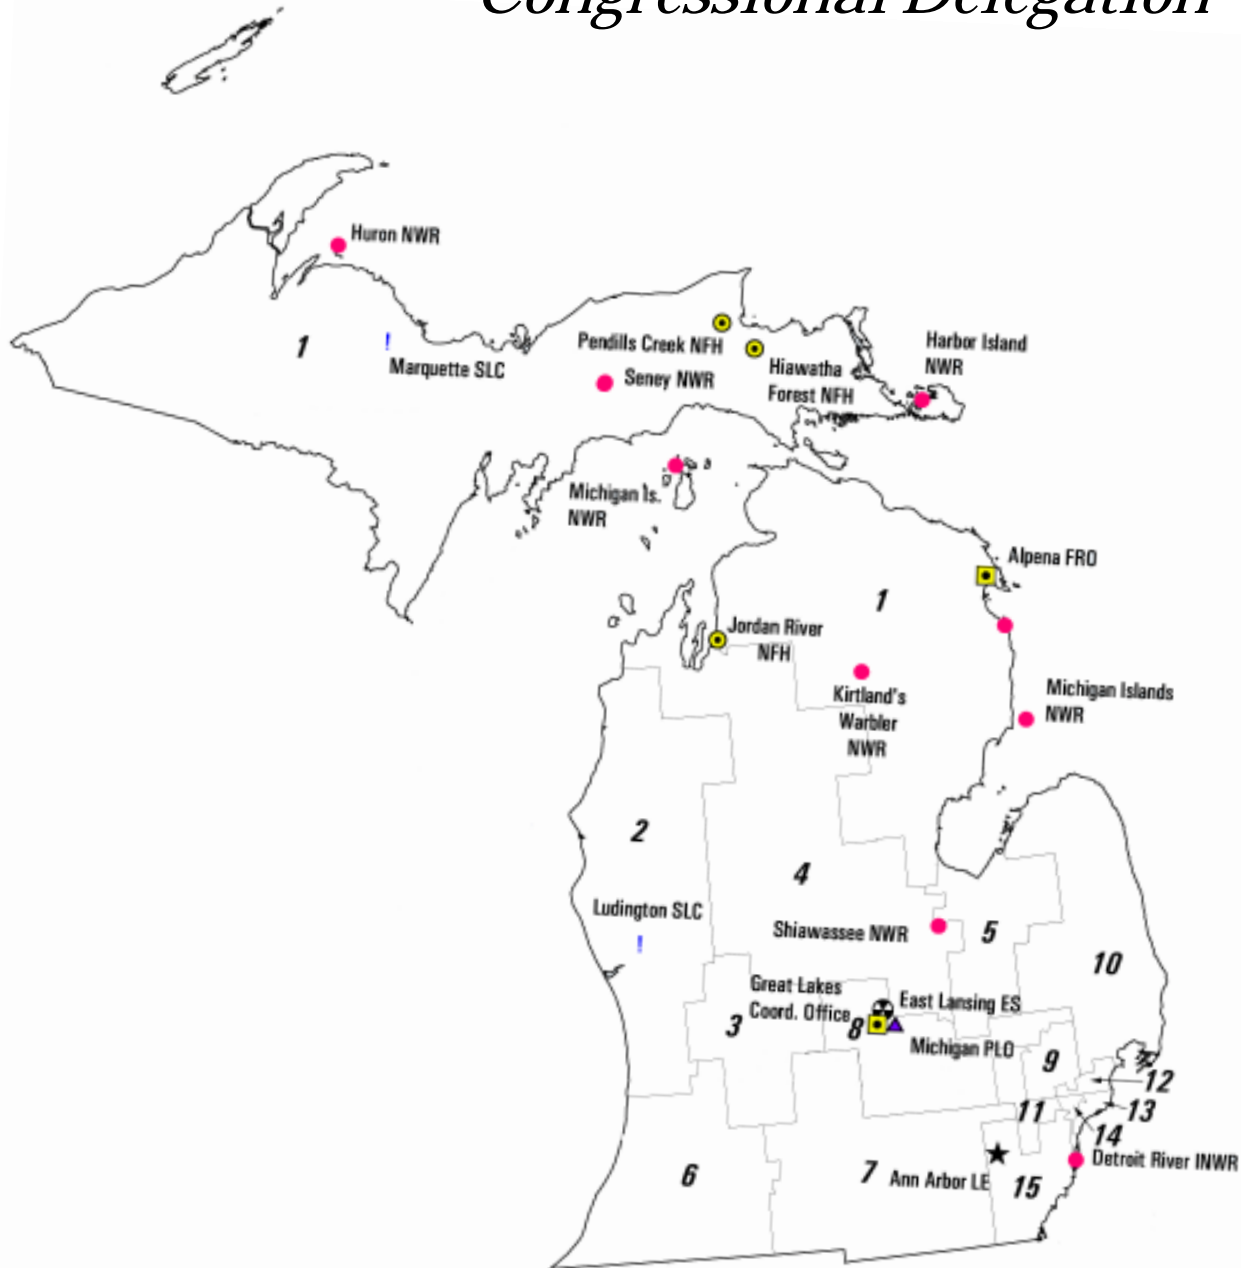 Congressional Delegation
Huron NWR
1
Marquette SLC
Pendills Creek NFH
Seney NWR
Hiawatha
Forest NFH
Harbor Island
NWR
Michigan Is.
NWR
Alpena FRO
1
Jordan River
NFH
Kirtland's
Warbler
NWR
Michigan Islands
NWR
2
4
Ludington SLC
Shiawassee NWR
5
10
Great Lakes
Coord. Office
East Lansing ES
3
8
Michigan PLO
9
12
11
13
14
Detroit River INWR
6
7
Ann Arbor LE
15